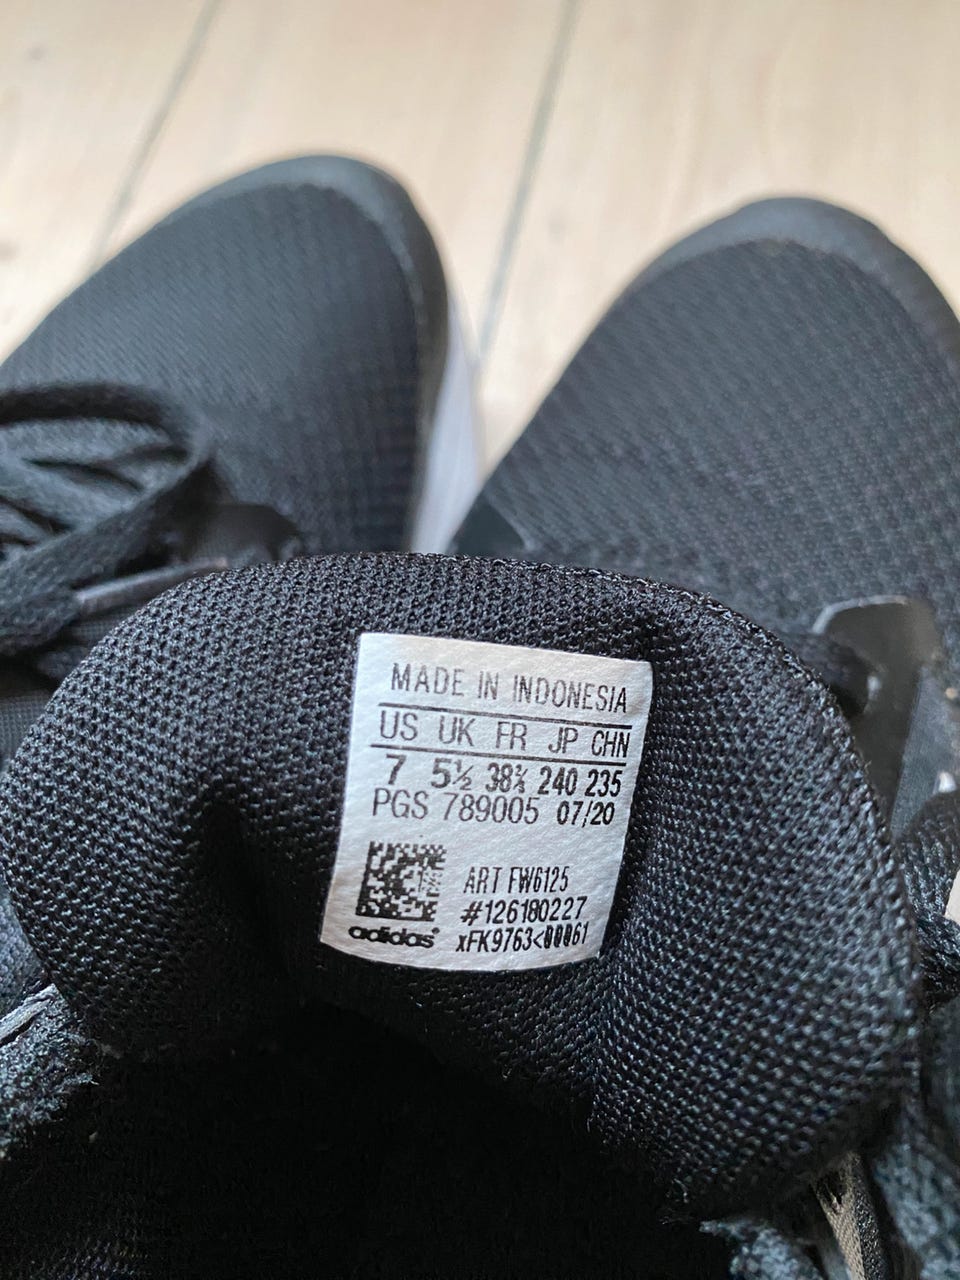 MADE IN INDONESIA
US UK FR JP CHN
7 5½ 38⅔ 240 235
PGS 789005 07/20
ART FW6125
#126180227
adidas® xFK9763<00061